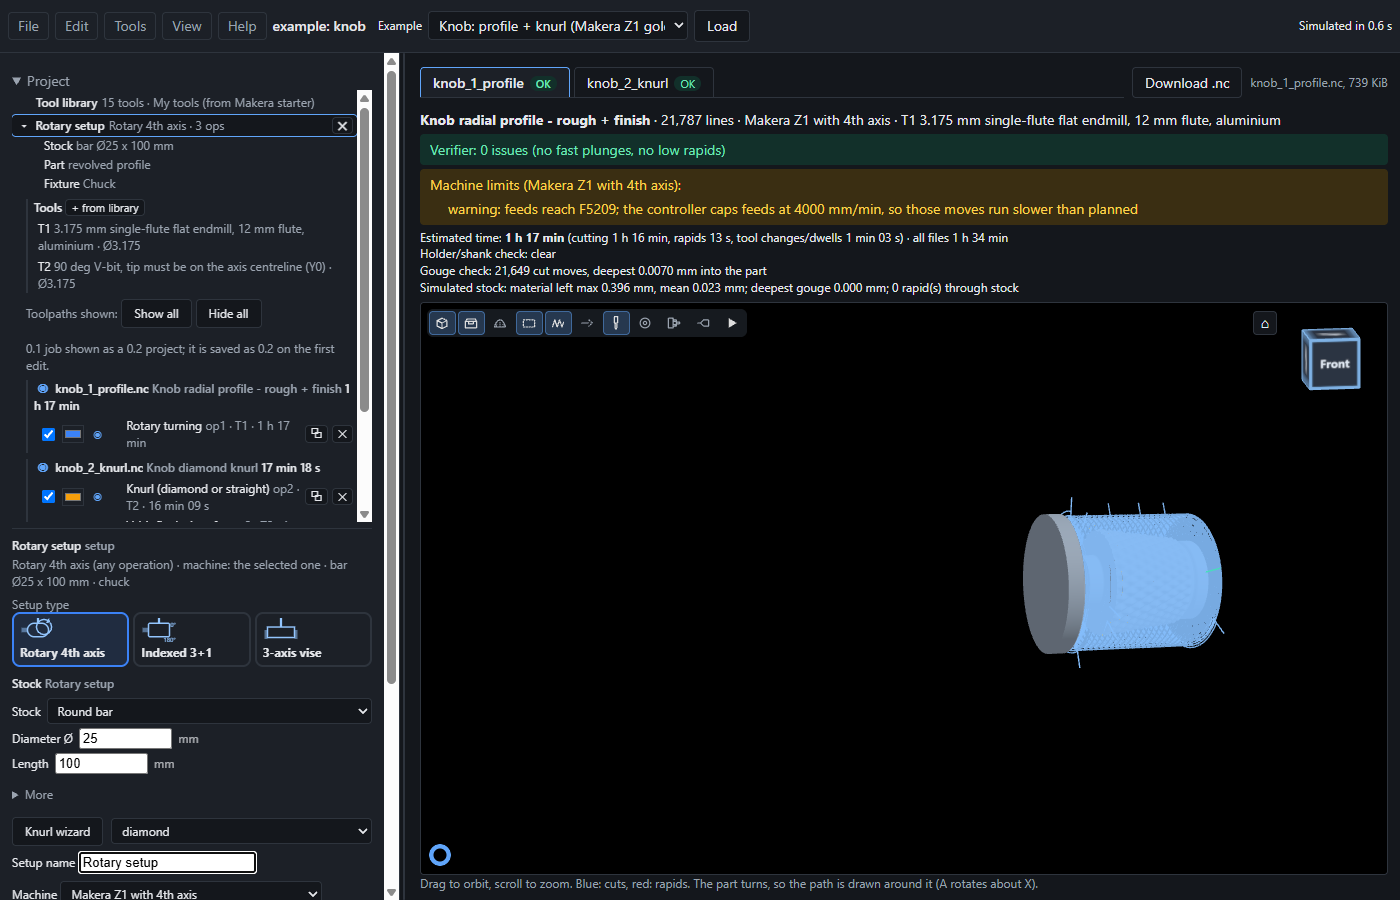 File Edit Tools View Help example: knob Example Knob: profile + knurl (Makera Z1 gol Load Simulated in 0.6 s
Project
Tool library 15 tools · My tools (from Makera starter)
Rotary setup Rotary 4th axis · 3 ops
Stock bar Ø25 x 100 mm
Part revolved profile
Fixture Chuck
Tools + from library
T1 3.175 mm single-flute flat endmill, 12 mm flute,
aluminium · Ø3.175
T2 90 deg V-bit, tip must be on the axis centreline (Y0) ·
Ø3.175
Toolpaths shown: Show all Hide all
0.1 job shown as a 0.2 project; it is saved as 0.2 on the first
edit.
knob_1_profile.nc Knob radial profile - rough + finish 1
h 17 min
Rotary turning op1 · T1 · 1 h 17
min
knob_2_knurl.nc Knob diamond knurl 17 min 18 s
Knurl (diamond or straight) op2 ·
T2 · 16 min 09 s
Rotary setup setup
Rotary 4th axis (any operation) · machine: the selected one · bar
Ø25 x 100 mm · chuck
Setup type
Rotary 4th axis
Indexed 3+1
3-axis vise
Stock Rotary setup
Stock Round bar
Diameter Ø 25 mm
Length 100 mm
More
Knurl wizard diamond
Setup name Rotary setup
Machine Makera Z1 with 4th axis
knob_1_profile OK knob_2_knurl OK Download .nc knob_1_profile.nc, 739 KiB
Knob radial profile - rough + finish · 21,787 lines · Makera Z1 with 4th axis · T1 3.175 mm single-flute flat endmill, 12 mm flute, aluminium
Verifier: 0 issues (no fast plunges, no low rapids)
Machine limits (Makera Z1 with 4th axis):
warning: feeds reach F5209; the controller caps feeds at 4000 mm/min, so those moves run slower than planned
Estimated time: 1 h 17 min (cutting 1 h 16 min, rapids 13 s, tool changes/dwells 1 min 03 s) · all files 1 h 34 min
Holder/shank check: clear
Gouge check: 21,649 cut moves, deepest 0.0070 mm into the part
Simulated stock: material left max 0.396 mm, mean 0.023 mm; deepest gouge 0.000 mm; 0 rapid(s) through stock
Front
Drag to orbit, scroll to zoom. Blue: cuts, red: rapids. The part turns, so the path is drawn around it (A rotates about X).